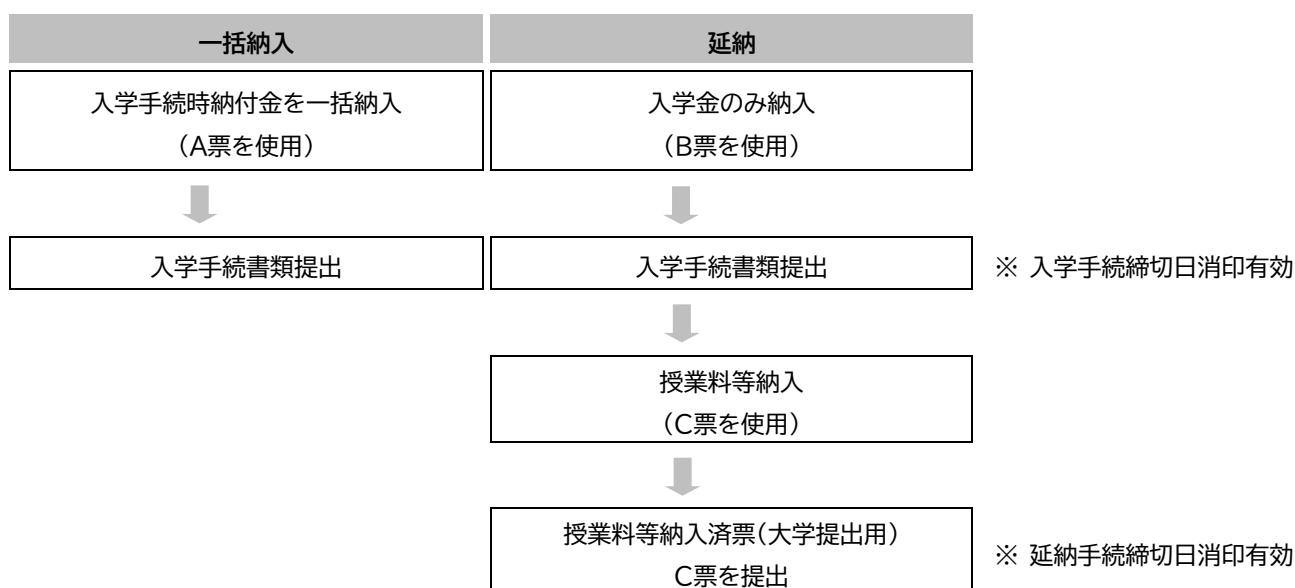 一括納入
延納
入学手続時納付金を一括納入
（A票を使用）
入学金のみ納入
（B票を使用）
入学手続書類提出
入学手続書類提出
※ 入学手続締切日消印有効
授業料等納入
（C票を使用）
授業料等納入済票（大学提出用）
C票を提出
※ 延納手続締切日消印有効